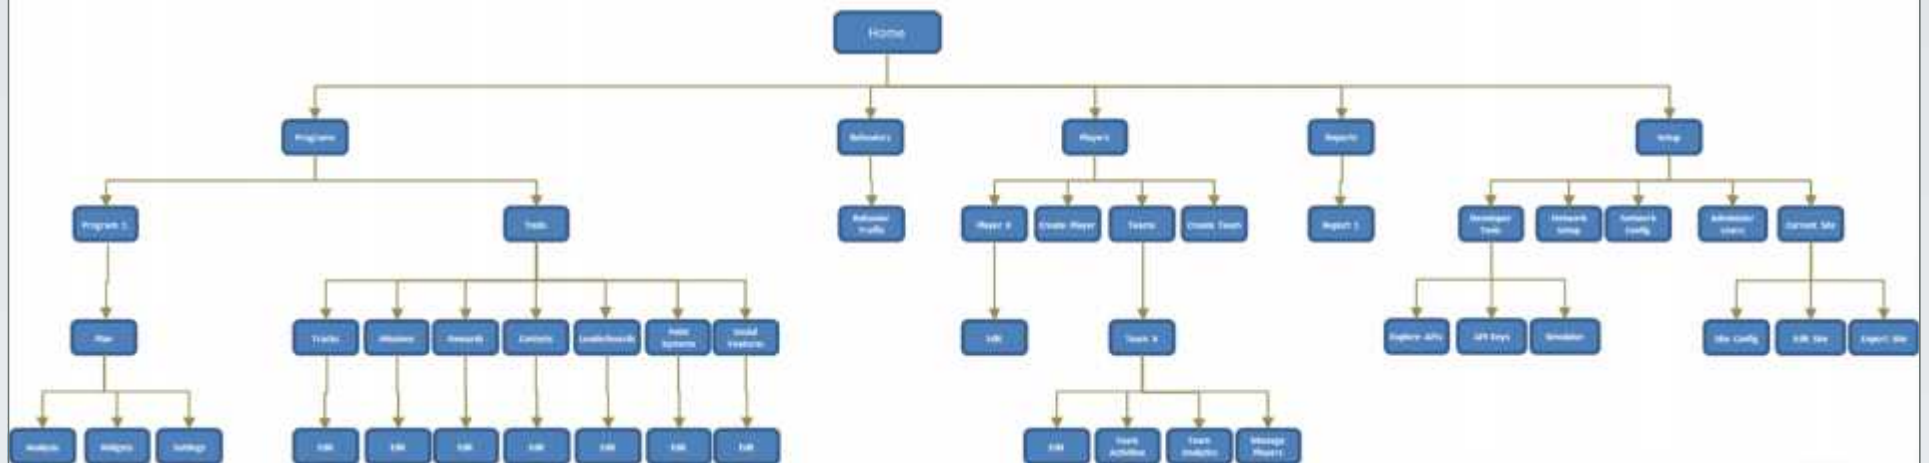 Home
Programs
Behaviors
Players
Reports
Setup
Program 1
Tools
Behavior
Traffic
Player X
Create Player
Teams
Create Team
Report 1
Developer
Tools
Network
Setup
Network
Config
Administer
Users
Current Site
Plan
Tracks
Missions
Rewards
Contests
Leaderboards
Point
Systems
Social
Features
Edit
Team X
Explore APIs
API Keys
Simulator
Site Config
Edit Site
Export Site
Analysis
Widgets
Settings
Edit
Edit
Edit
Edit
Edit
Edit
Edit
Edit
Team
Activities
Team
Analytics
Manage
Players